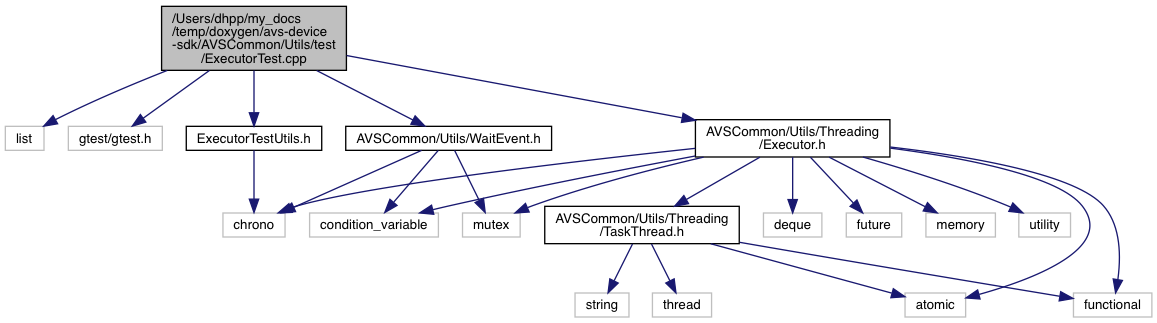 /Users/dhpp/my_docs
/temp/doxygen/avs-device
-sdk/AVSCommon/Utils/test
/ExecutorTest.cpp
list
gtest/gtest.h
ExecutorTestUtils.h
AVSCommon/Utils/WaitEvent.h
AVSCommon/Utils/Threading
/Executor.h
chrono
condition_variable
mutex
AVSCommon/Utils/Threading
/TaskThread.h
deque
future
memory
utility
string
thread
atomic
functional